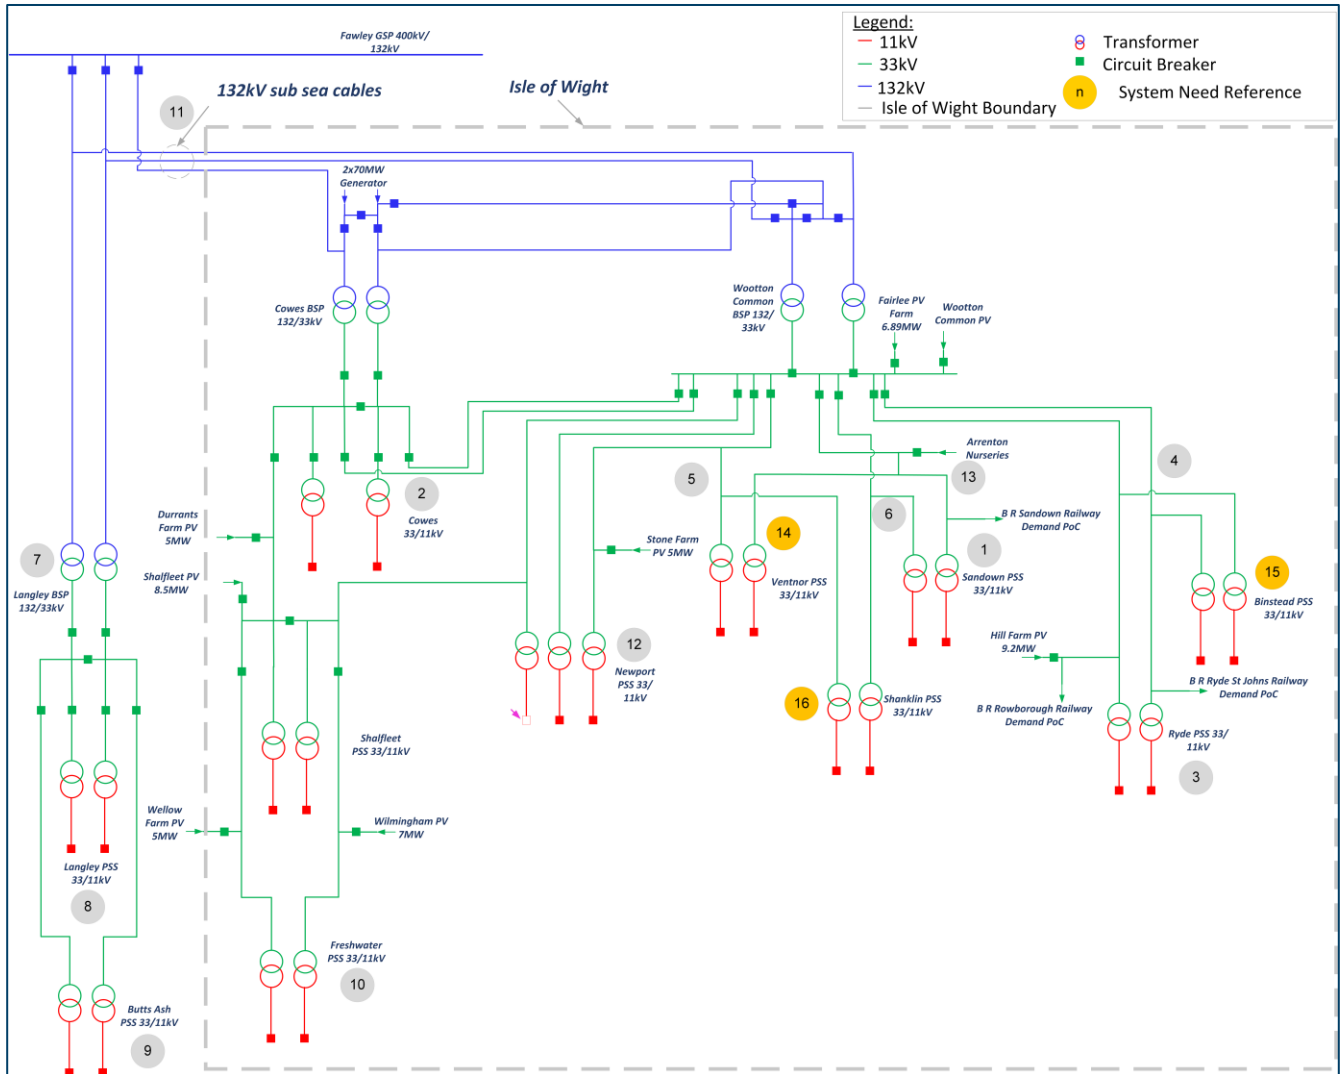 Fawley GSP 400kV/
132kV
Legend:
11kV
33kV
132kV
Isle of Wight Boundary
Transformer
Circuit Breaker
n
System Need Reference
132kV sub sea cables
Isle of Wight
11
2x70MW
Generator
Cowes BSP
132/33kV
Wootton
Common
BSP 132/
33kV
Fairlee PV
Farm
6.89MW
Wootton
Common PV
Arrenton
Nurseries
13
4
5
6
2
Cowes
33/11kV
Durrants
Farm PV
5MW
Stone Farm
PV 5MW
14
Ventnor PSS
33/11kV
B R Sandown Railway
Demand PoC
1
Sandown PSS
33/11kV
15
Binstead PSS
33/11kV
7
Langley BSP
132/33kV
Shalfleet PV
8.5MW
12
Newport
PSS 33/
11kV
Hill Farm PV
9.2MW
16
Shanklin PSS
33/11kV
B R Rowborough Railway
Demand PoC
B R Ryde St Johns Railway
Demand PoC
Ryde PSS 33/
11kV
3
Shalfleet
PSS 33/11kV
Wellow
Farm PV
5MW
Wilmingham PV
7MW
Langley PSS
33/11kV
8
Freshwater
PSS 33/11kV
10
Butts Ash
PSS 33/11kV
9